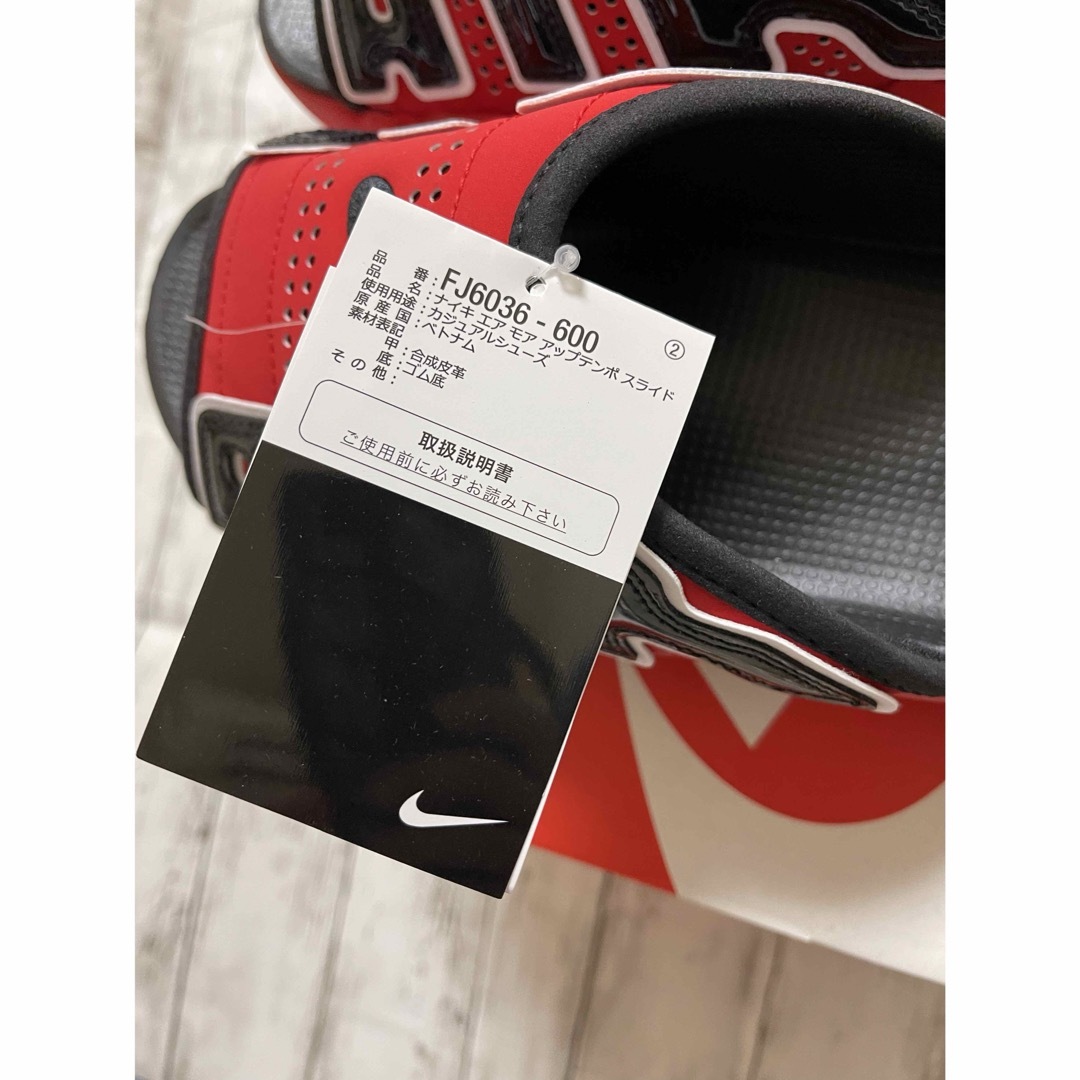 AIR
品　番：FJ6036 - 600
品　名：ナイキ エア モア アップテンポ スライド
使用用途：カジュアルシューズ
原産国：ベトナム
素材表記
甲：合成皮革
底：ゴム底
その他：
②
取扱説明書
ご使用前に必ずお読み下さい